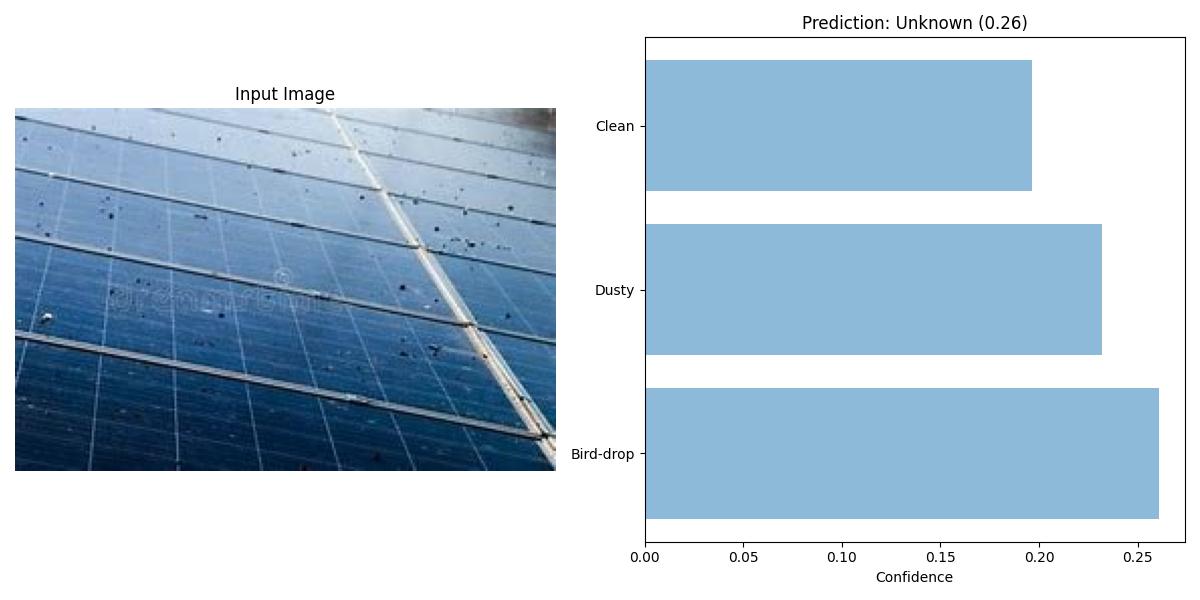 Input Image
Prediction: Unknown (0.26)
Clean
Dusty
Bird-drop
0.00 0.05 0.10 0.15 0.20 0.25
Confidence